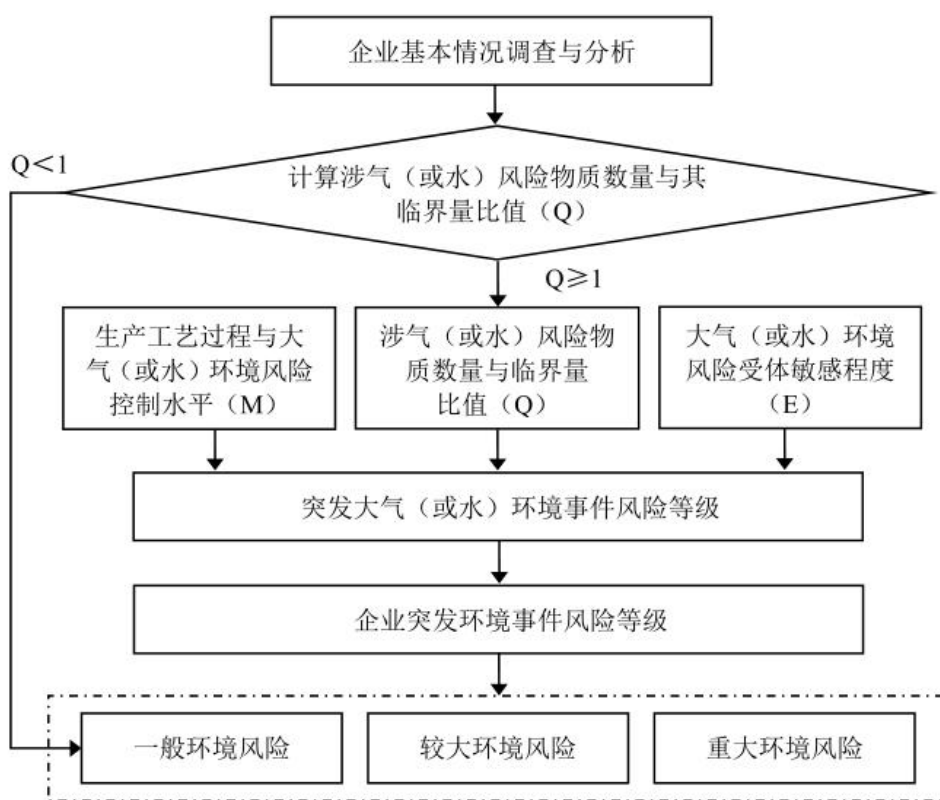 企业基本情况调查与分析
Q＜1
计算涉气（或水）风险物质数量与其
临界量比值（Q）
Q≥1
生产工艺过程与大
气（或水）环境风险
控制水平（M）
涉气（或水）风险物
质数量与临界量
比值（Q）
大气（或水）环境
风险受体敏感程度
（E）
突发大气（或水）环境事件风险等级
企业突发环境事件风险等级
一般环境风险
较大环境风险
重大环境风险